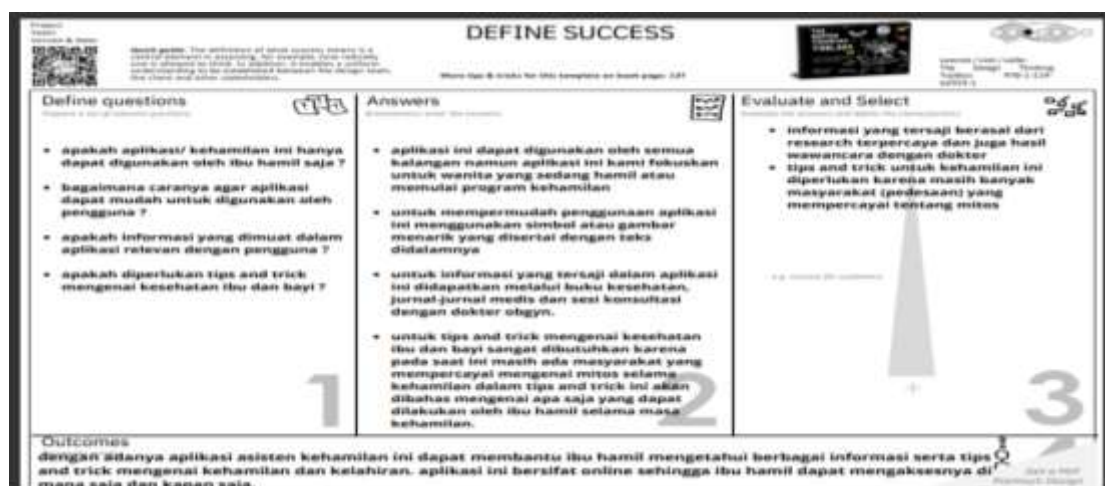 DEFINE SUCCESS
More tips & tricks for this template on book page: 137
Define questions
apakah aplikasi/ kehamilan ini hanya
dapat digunakan oleh ibu hamil saja ?
bagaimana caranya agar aplikasi
dapat mudah untuk digunakan oleh
pengguna ?
apakah informasi yang dimuat dalam
aplikasi relevan dengan pengguna ?
apakah diperlukan tips and trick
mengenai kesehatan ibu dan bayi ?
1
Answers
aplikasi ini dapat digunakan oleh semua
kalangan namun aplikasi ini kami fokuskan
untuk wanita yang sedang hamil atau
memulai program kehamilan
untuk mempermudah penggunaan aplikasi
ini menggunakan simbol atau gambar
menarik yang disertai dengan teks
didalamnya
untuk informasi yang tersaji dalam aplikasi
ini didapatkan melalui buku kesehatan,
jurnal-jurnal medis dan sesi konsultasi
dengan dokter obgyn.
untuk tips and trick mengenai kesehatan
ibu dan bayi sangat dibutuhkan karena
pada saat ini masih ada masyarakat yang
mempercayai mengenai mitos selama
kehamilan dalam tips and trick ini akan
dibahas mengenai apa saja yang dapat
dilakukan oleh ibu hamil selama masa
kehamilan.
2
Evaluate and Select
informasi yang tersaji berasal dari
research terpercaya dan juga hasil
wawancara dengan dokter
tips and trick untuk kehamilan ini
diperlukan karena masih banyak
masyarakat (pedesaan) yang
mempercayai tentang mitos
3
Outcomes
dengan adanya aplikasi asisten kehamilan ini dapat membantu ibu hamil mengetahui berbagai informasi serta tips
and trick mengenai kehamilan dan kelahiran. aplikasi ini bersifat online sehingga ibu hamil dapat mengaksesnya di
mana saja dan kapan saja.